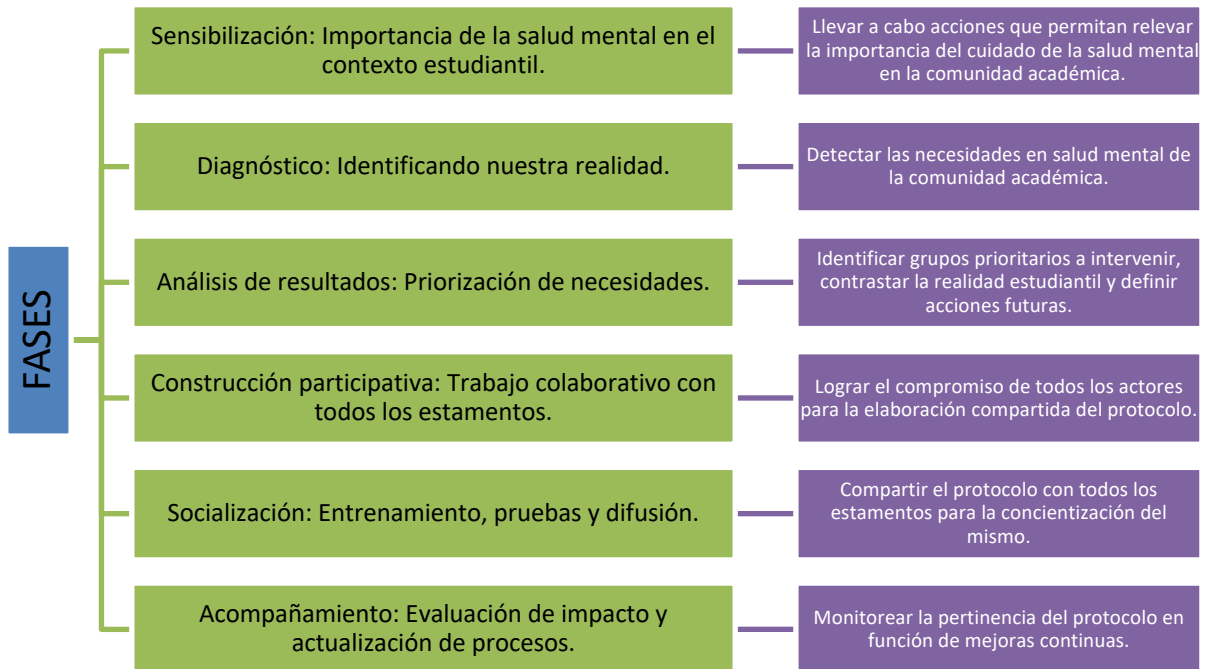 FASES
Sensibilización: Importancia de la salud mental en el
contexto estudiantil.
Llevar a cabo acciones que permitan relevar
la importancia del cuidado de la salud mental
en la comunidad académica.
Diagnóstico: Identificando nuestra realidad.
Detectar las necesidades en salud mental de
la comunidad académica.
Análisis de resultados: Priorización de necesidades.
Identificar grupos prioritarios a intervenir,
contrastar la realidad estudiantil y definir
acciones futuras.
Construcción participativa: Trabajo colaborativo con
todos los estamentos.
Lograr el compromiso de todos los actores
para la elaboración compartida del protocolo.
Socialización: Entrenamiento, pruebas y difusión.
Compartir el protocolo con todos los
estamentos para la concientización del
mismo.
Acompañamiento: Evaluación de impacto y
actualización de procesos.
Monitorear la pertinencia del protocolo en
función de mejoras continuas.